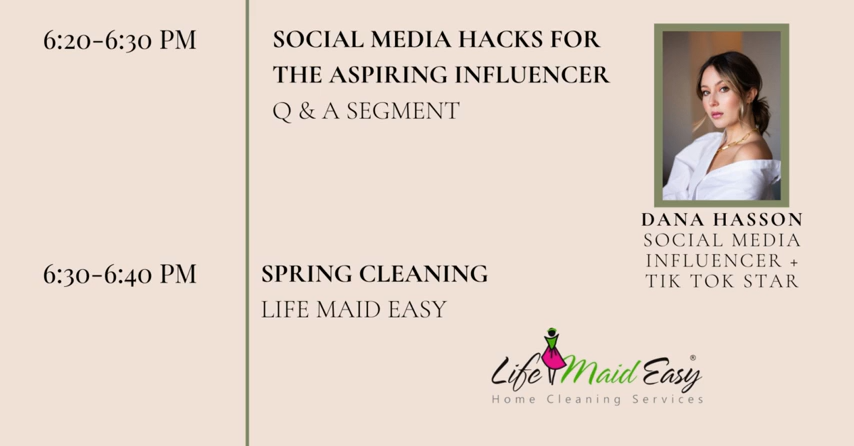 6:20-6:30 PM
SOCIAL MEDIA HACKS FOR
THE ASPIRING INFLUENCER
Q & A SEGMENT
DANA HASSON
SOCIAL MEDIA
INFLUENCER +
TIK TOK STAR
6:30-6:40 PM
SPRING CLEANING
LIFE MAID EASY
Life Maid Easy®
Home Cleaning Services